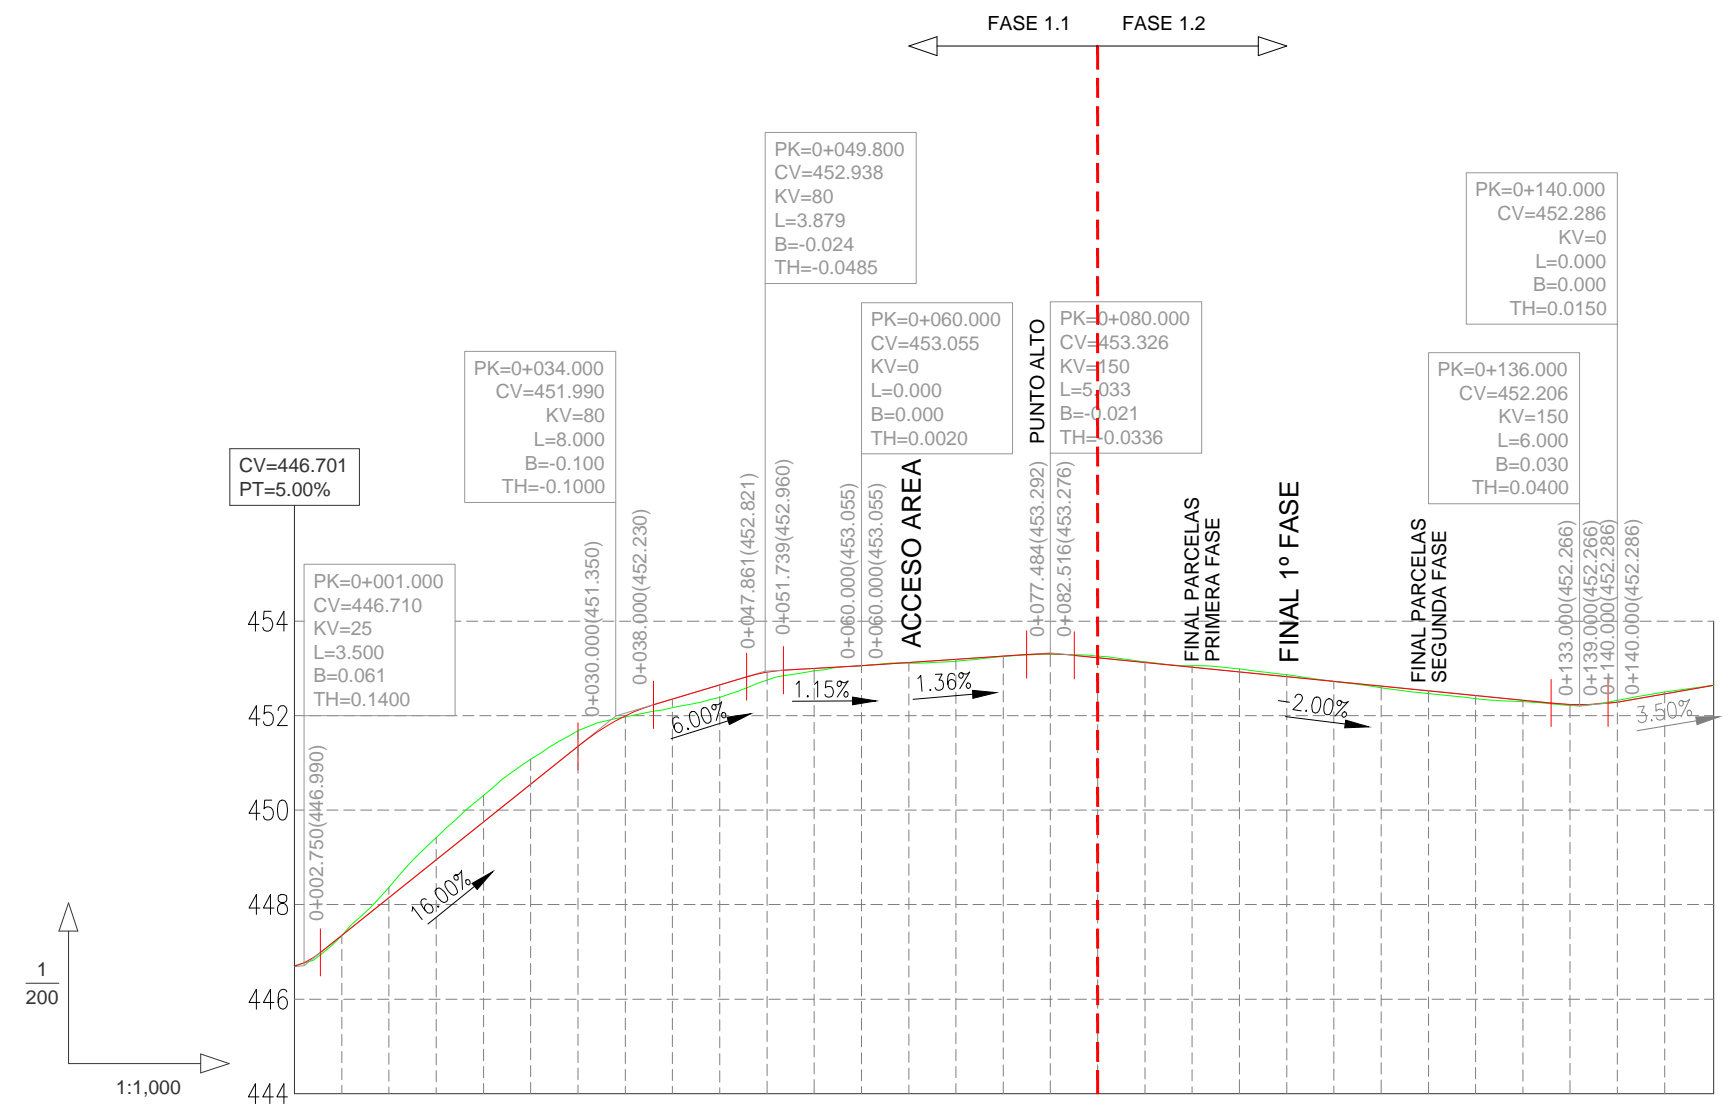 FASE 1.1
FASE 1.2
PK=0+049.800
CV=452.938
KV=80
L=3.879
B=-0.024
TH=-0.0485
PK=0+140.000
CV=452.286
KV=0
L=0.000
B=0.000
TH=0.0150
PK=0+060.000
CV=453.055
KV=0
L=0.000
B=0.000
TH=0.0020
PUNTO ALTO
PK=0+080.000
CV=453.326
KV=150
L=5.033
B=-0.021
TH=-0.0336
PK=0+034.000
CV=451.990
KV=80
L=8.000
B=-0.100
TH=-0.1000
PK=0+136.000
CV=452.206
KV=150
L=6.000
B=0.030
TH=0.0400
CV=446.701
PT=5.00%
PK=0+001.000
CV=446.710
KV=25
L=3.500
B=0.061
TH=0.1400
0+002.750(446.990)
0+030.000(451.350)
0+038.000(452.230)
0+047.861(452.821)
0+051.739(452.960)
0+060.000(453.055)
0+060.000(453.055)
ACCESO AREA
0+077.484(453.292)
0+082.516(453.276)
FINAL PARCELAS
PRIMERA FASE
FINAL 1º FASE
FINAL PARCELAS
SEGUNDA FASE
0+133.000(452.266)
0+139.000(452.266)
0+140.000(452.286)
0+140.000(452.286)
454
452
450
448
446
444
16.00%
6.00%
1.15%
1.36%
-2.00%
3.50%
1
200
1:1,000